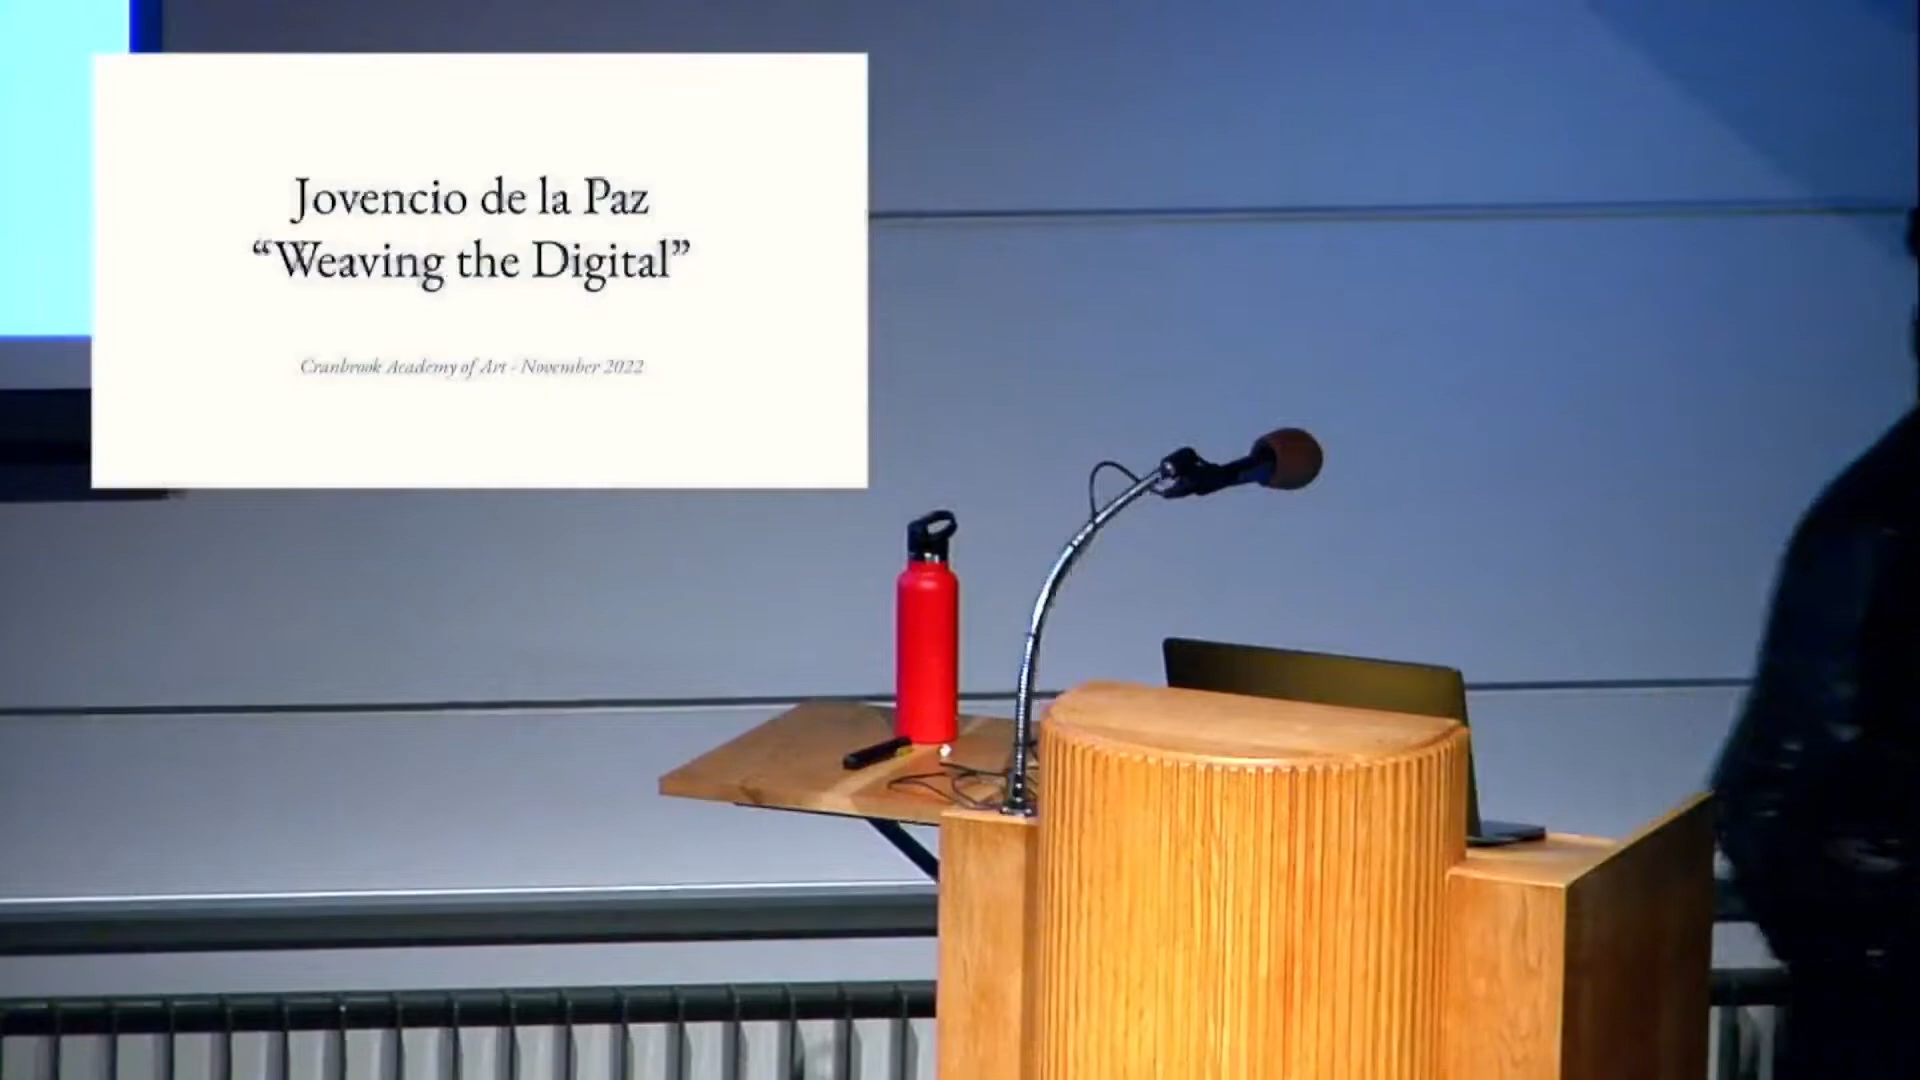 Jovencio de la Paz
“Weaving the Digital”
Cranbrook Academy of Art - November 2022